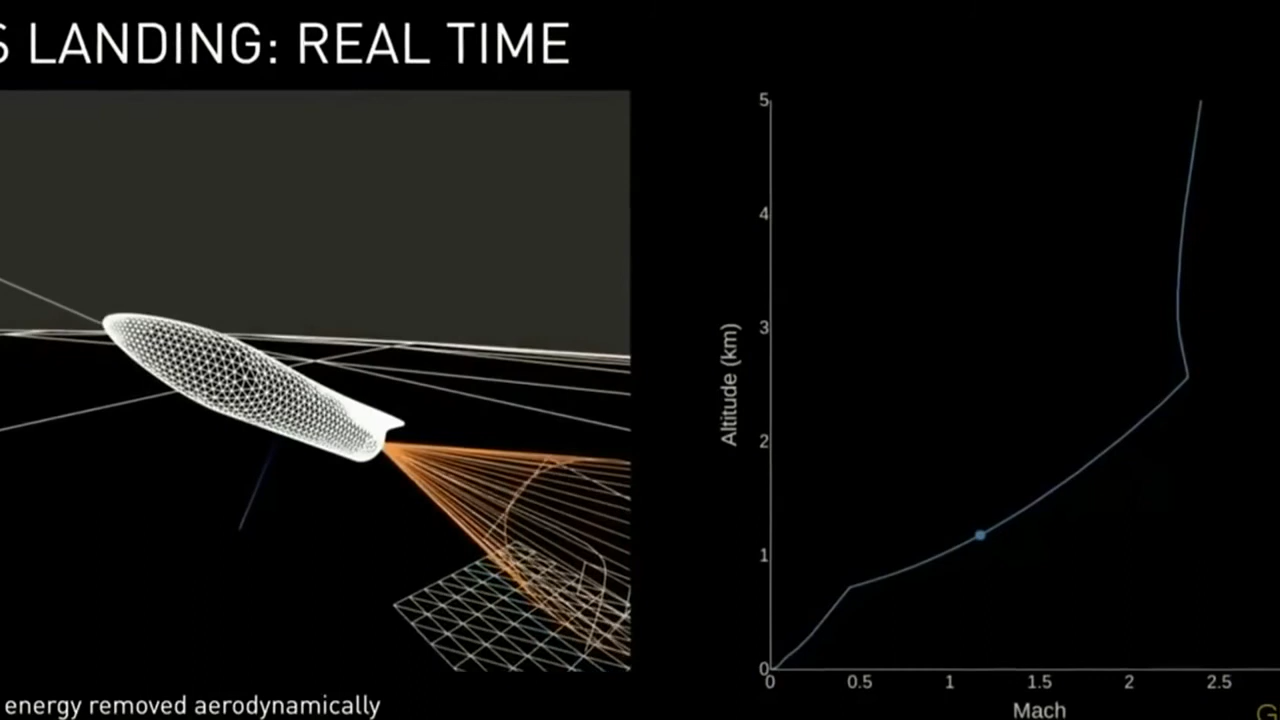 S LANDING: REAL TIME
5
4
3
2
1
0
Altitude (km)
0 0.5 1 1.5 2 2.5
Mach
energy removed aerodynamically
G